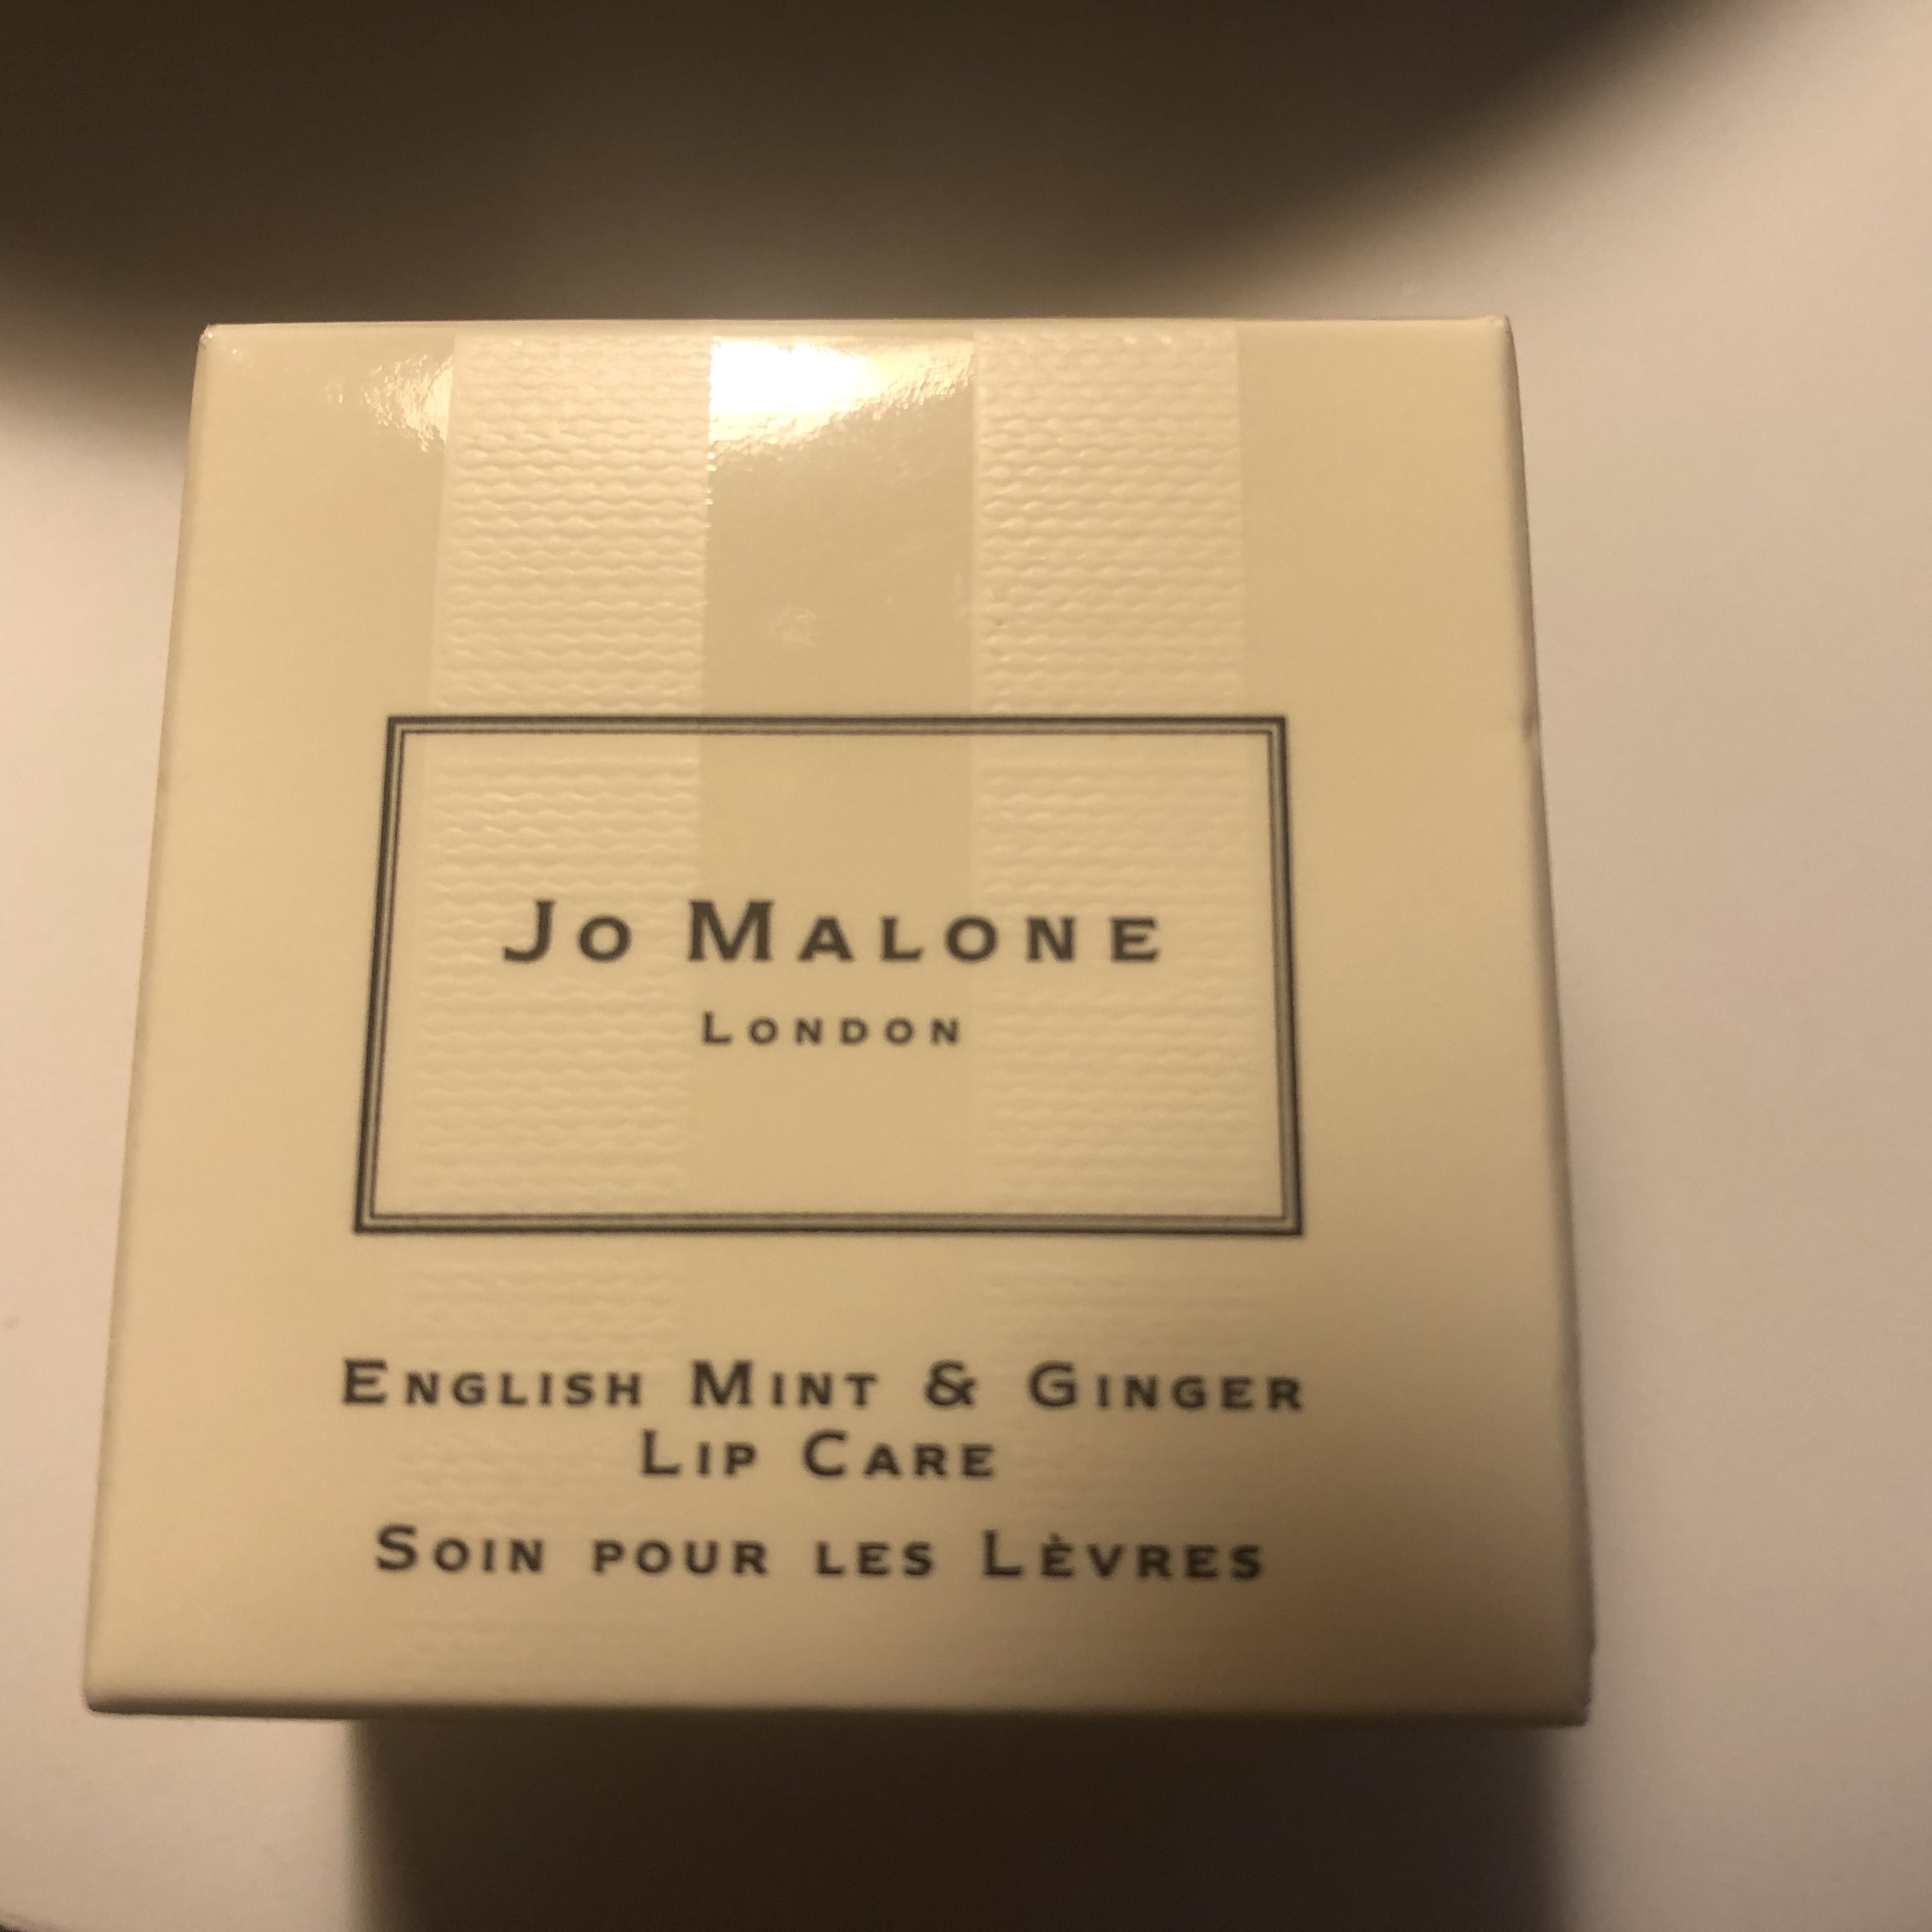 Jo Malone
London
English Mint & Ginger
Lip Care
Soin pour les Lèvres